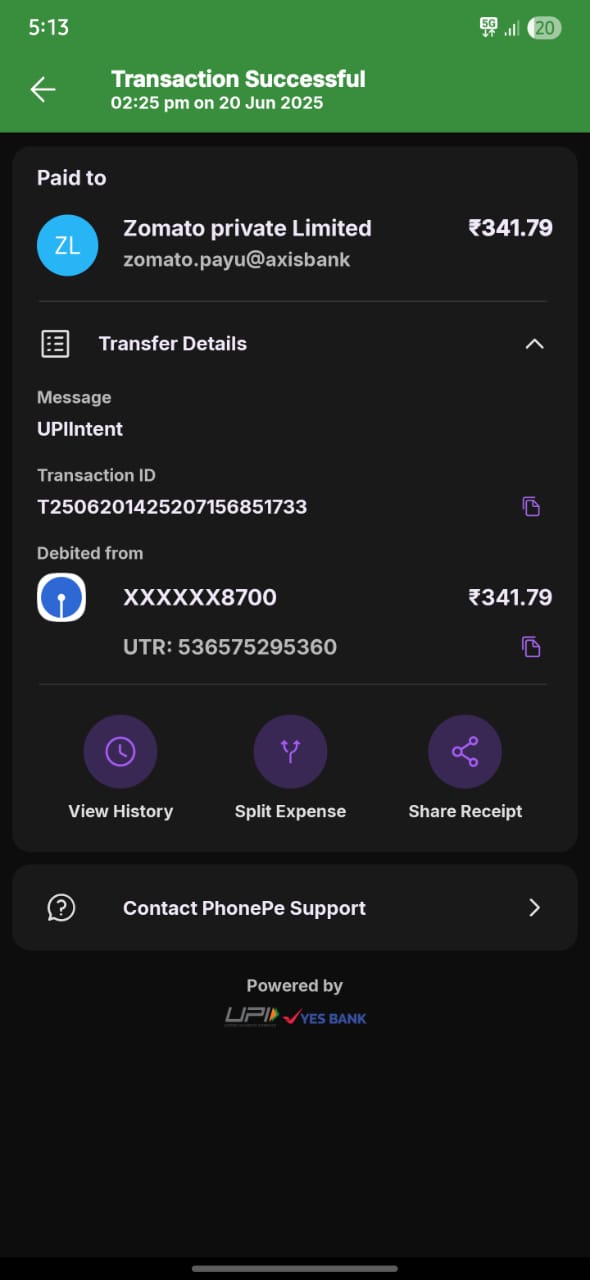 5:13
5G
20
Transaction Successful
02:25 pm on 20 Jun 2025
Paid to
ZL
Zomato private Limited
₹341.79
zomato.payu@axisbank
Transfer Details
Message
UPIIntent
Transaction ID
T2506201425207156851733
Debited from
XXXXXX8700
₹341.79
UTR: 536575295360
View History
Split Expense
Share Receipt
Contact PhonePe Support
Powered by
UPI YES BANK